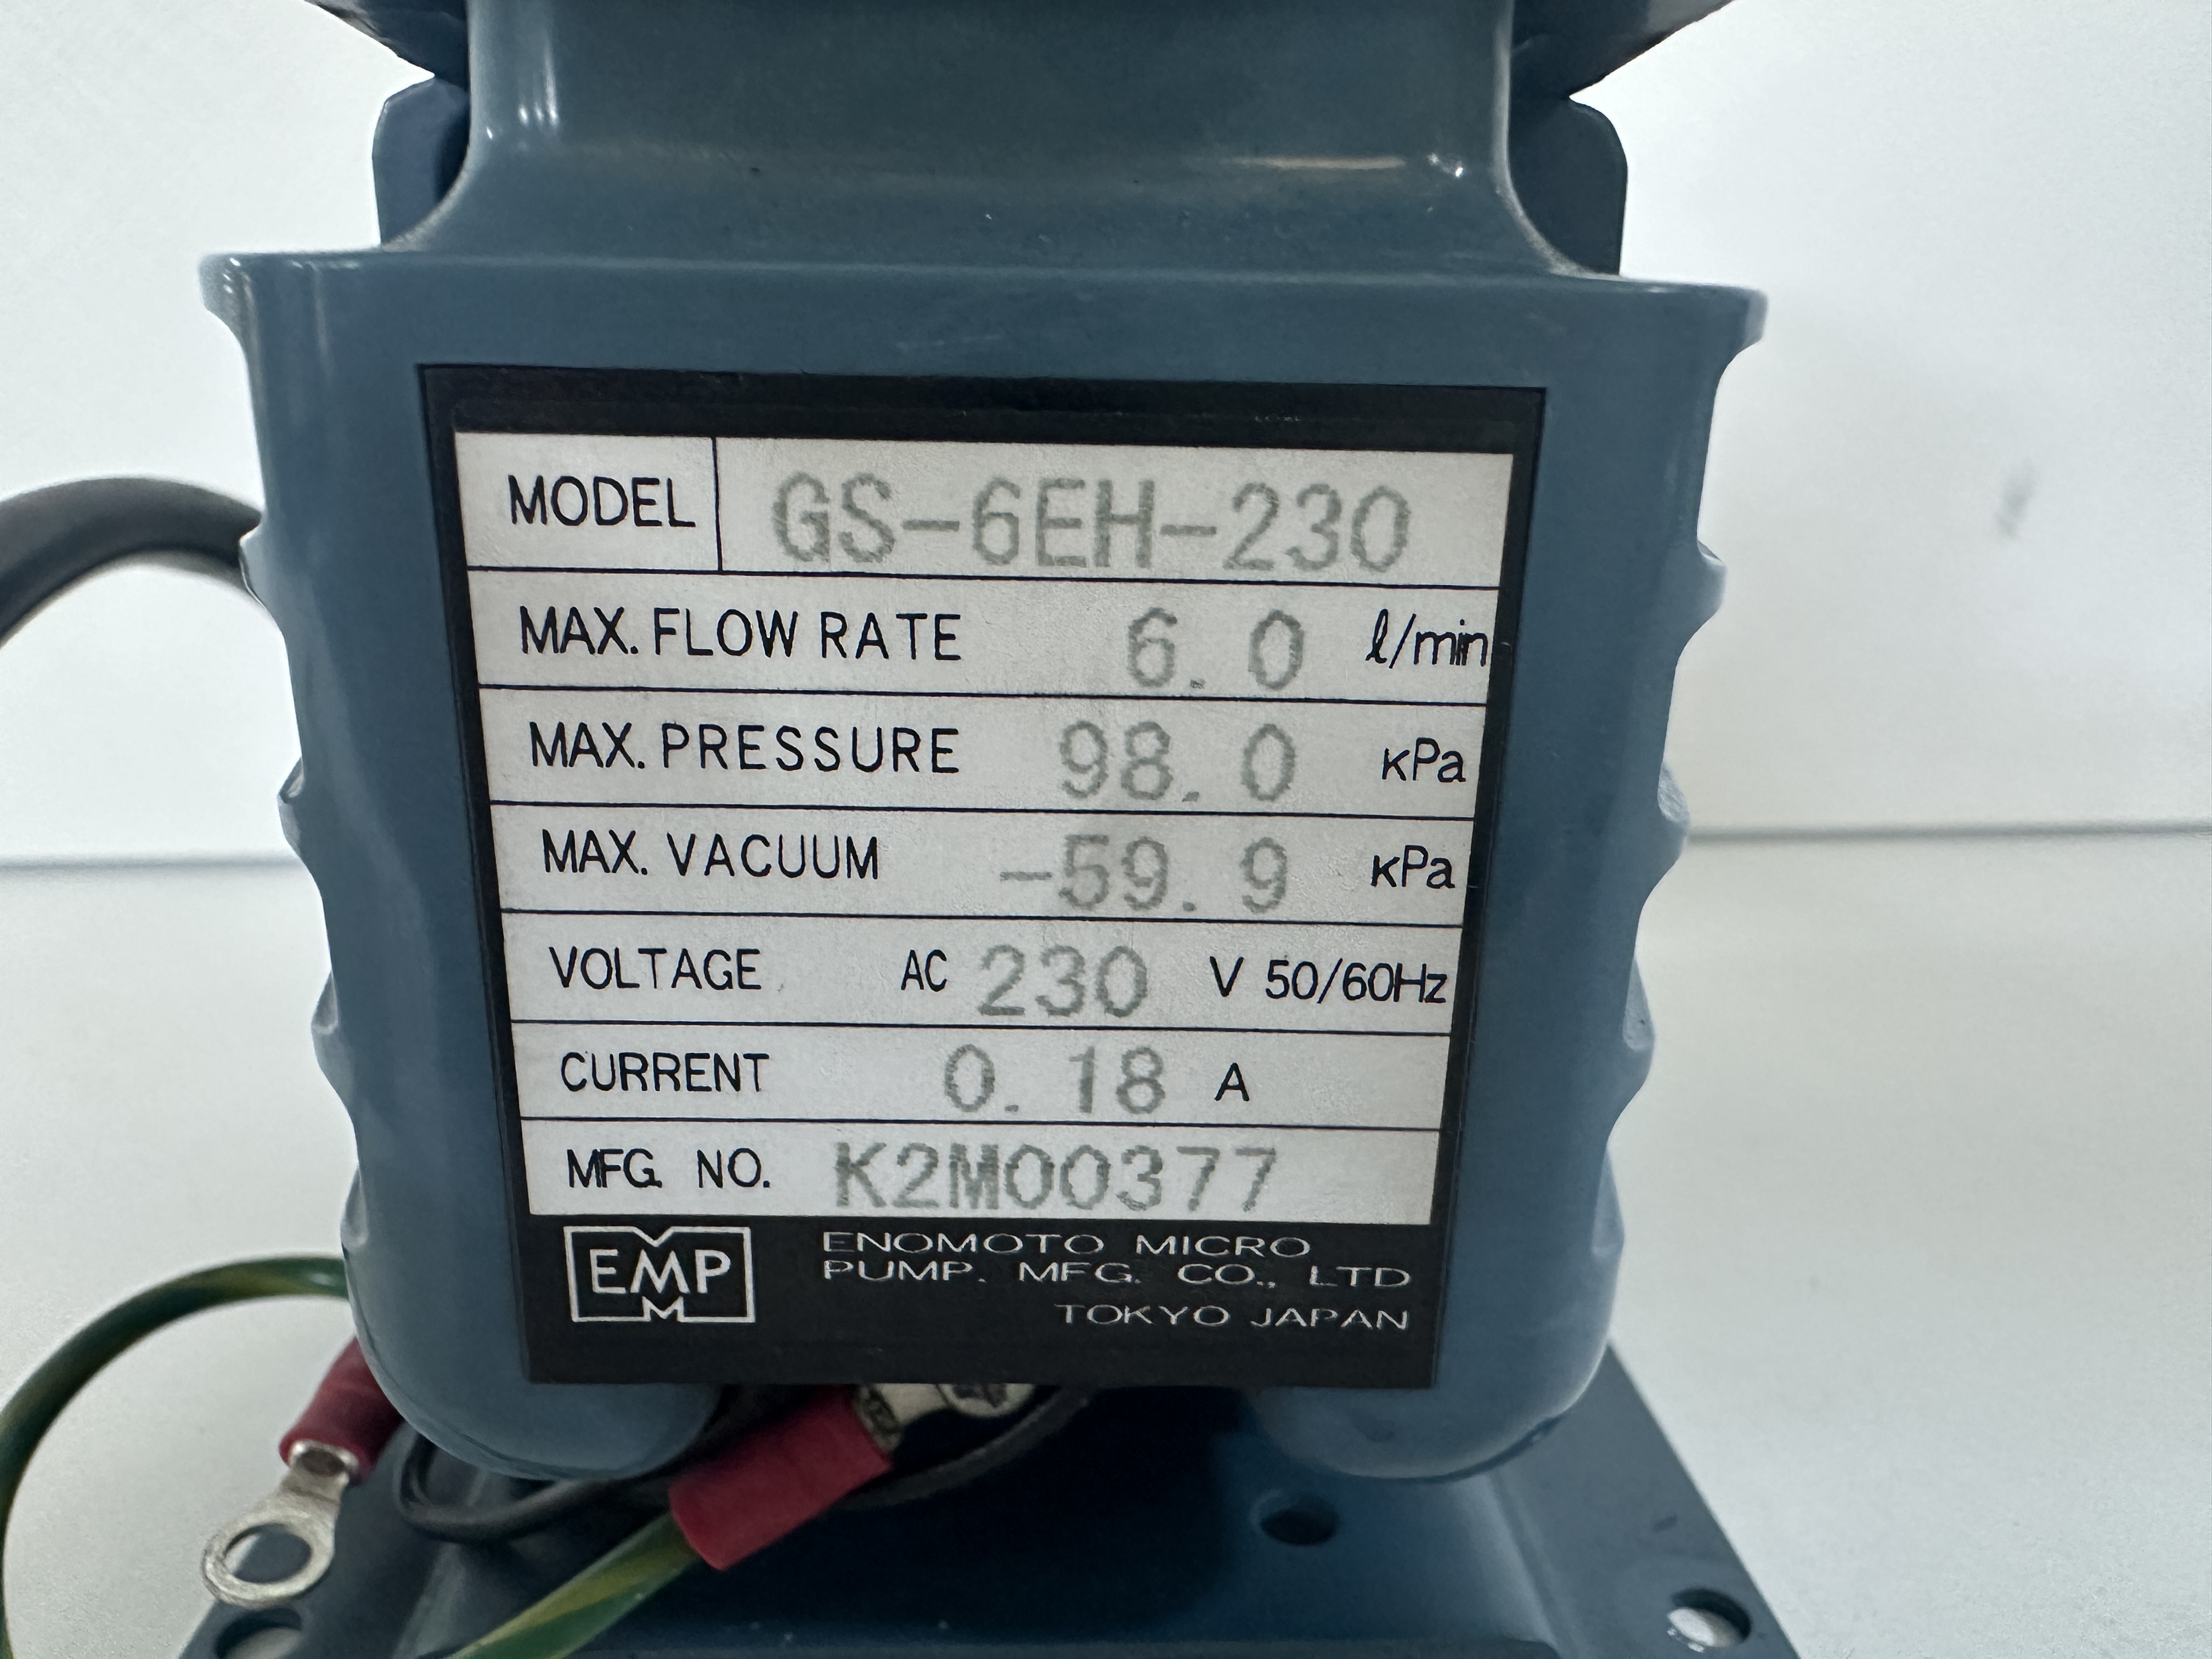 MODEL GS-6EH-230
MAX. FLOW RATE 6.0 ℓ/min
MAX. PRESSURE 98.0 KPa
MAX. VACUUM -59.9 KPa
VOLTAGE AC 230 V 50/60Hz
CURRENT 0.18 A
MFG. NO. K2M00377
EMP
ENOMOTO MICRO
PUMP. MFG. CO., LTD
TOKYO JAPAN